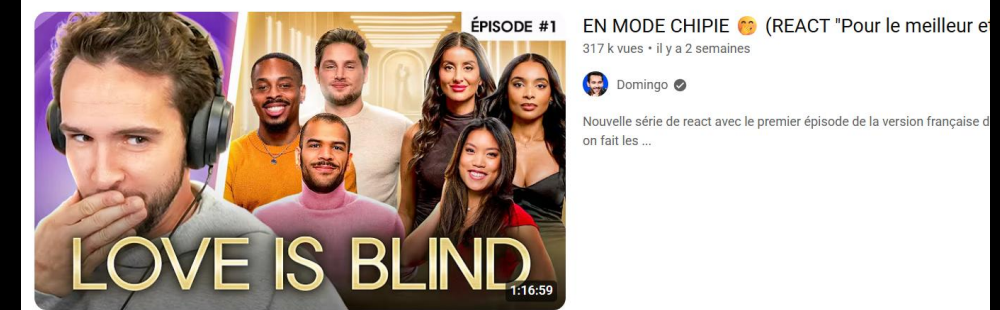 ÉPISODE #1
LOVE IS BLIND
1:16:59
EN MODE CHIPIE 🤭 (REACT "Pour le meilleur et
317 k vues • il y a 2 semaines
Domingo
Nouvelle série de react avec le premier épisode de la version française d
on fait les ...